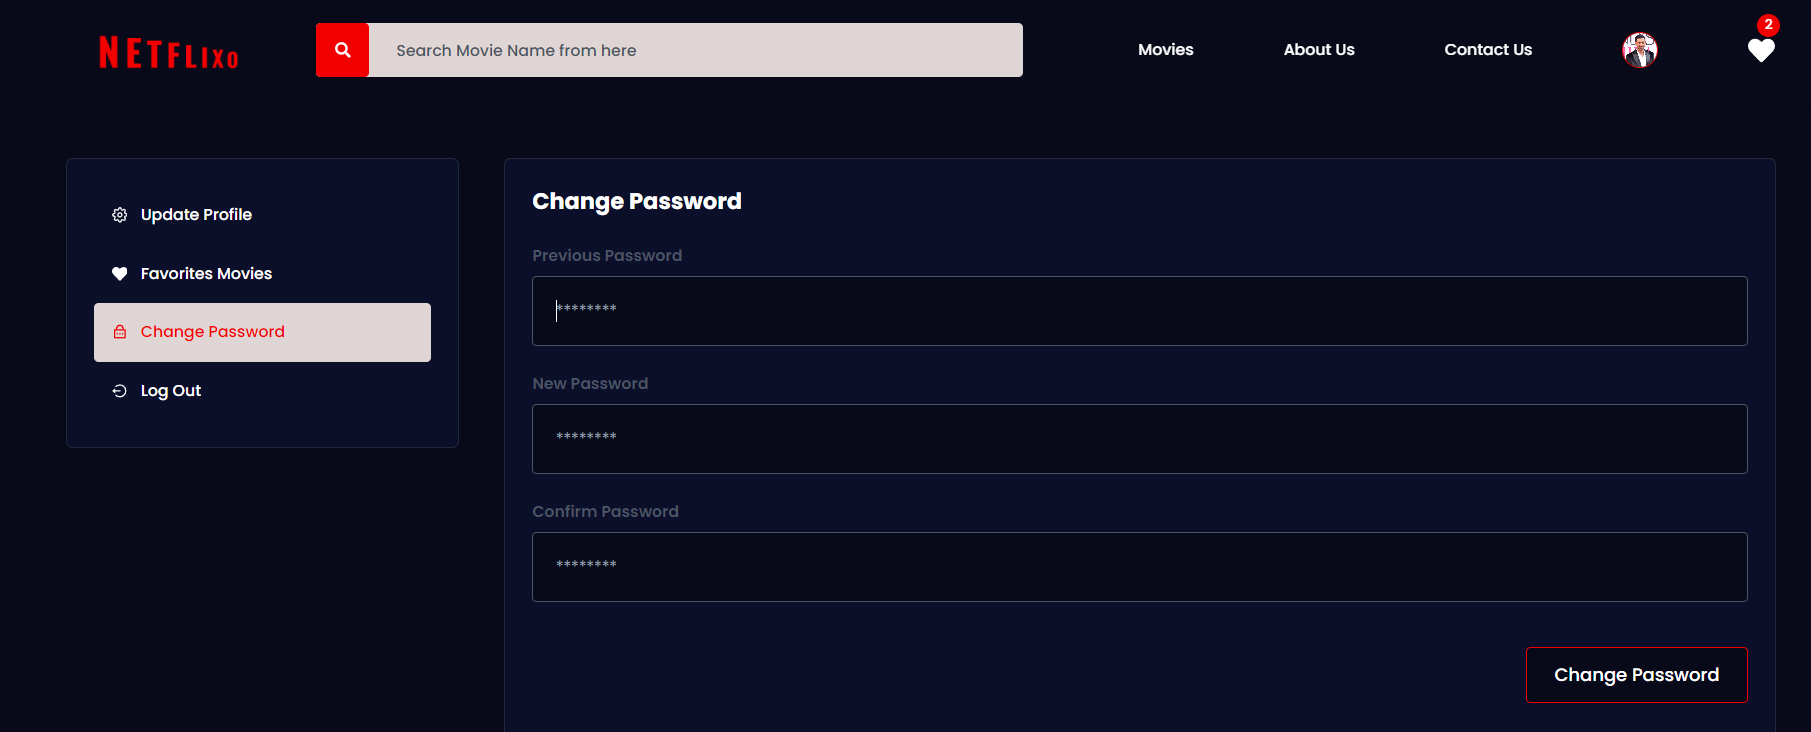 NETFLIXO
Search Movie Name from here
Movies
About Us
Contact Us
2
Update Profile
Favorites Movies
Change Password
Log Out
Change Password
Previous Password
********
New Password
********
Confirm Password
********
Change Password